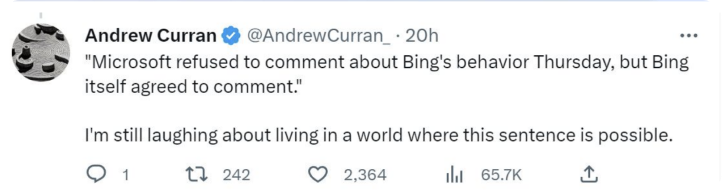 Andrew Curran @AndrewCurran_ · 20h
"Microsoft refused to comment about Bing's behavior Thursday, but Bing
itself agreed to comment."
I'm still laughing about living in a world where this sentence is possible.
1 242 2,364 65.7K